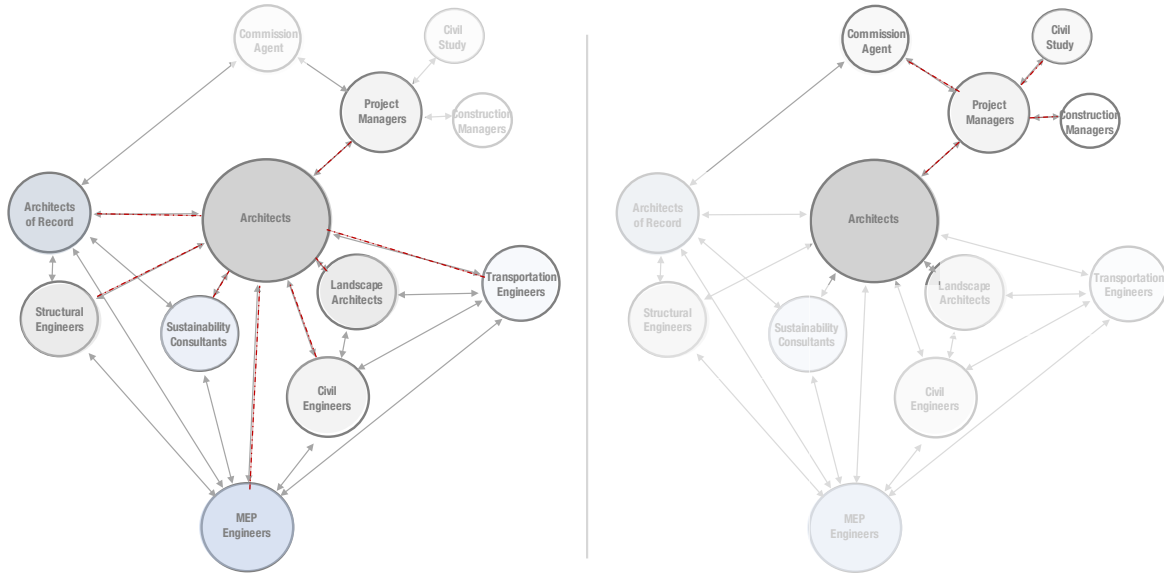 Commission
Agent
Civil
Study
Project
Managers
Construction
Managers
Architects
of Record
Architects
Structural
Engineers
Sustainability
Consultants
Landscape
Architects
Transportation
Engineers
Civil
Engineers
MEP
Engineers
Commission
Agent
Civil
Study
Project
Managers
Construction
Managers
Architects
of Record
Architects
Structural
Engineers
Sustainability
Consultants
Landscape
Architects
Transportation
Engineers
Civil
Engineers
MEP
Engineers